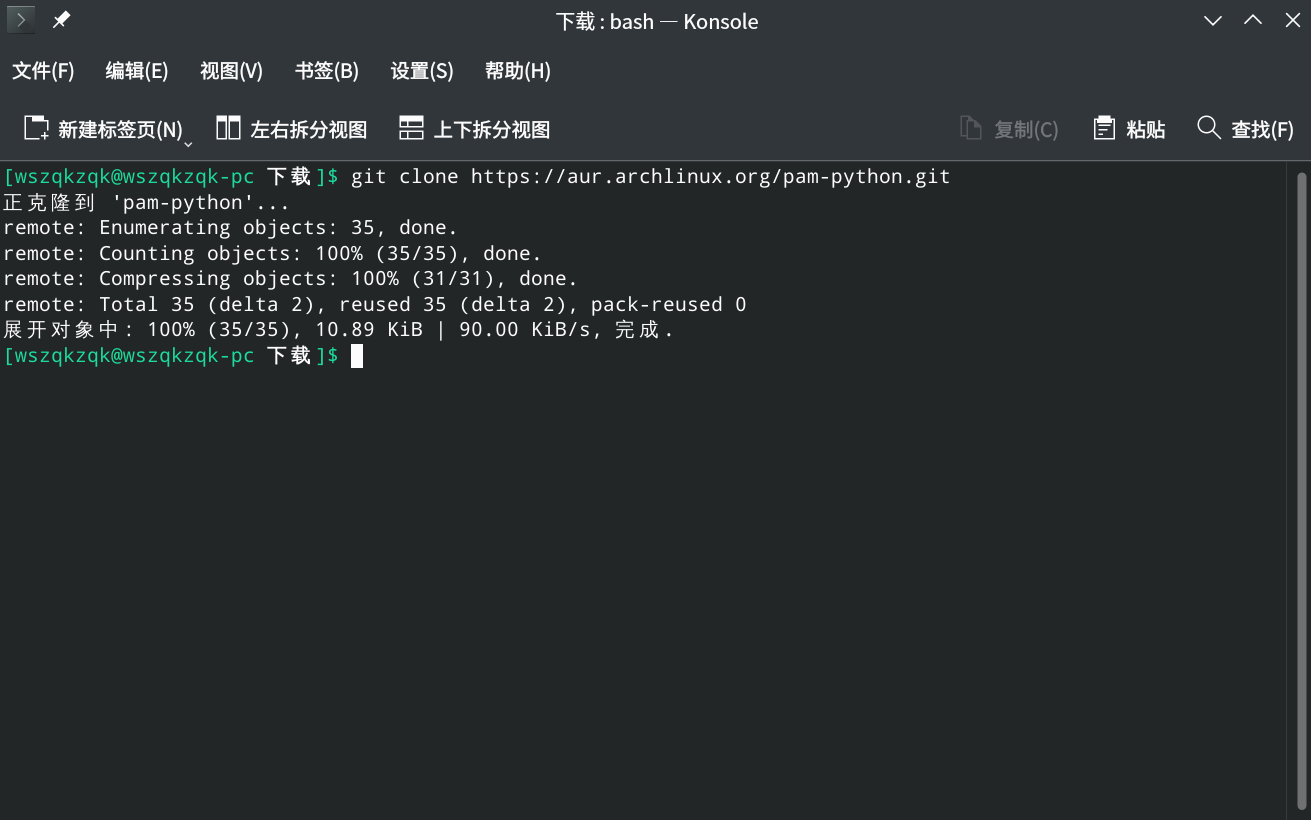 下载 : bash — Konsole
文件(F) 编辑(E) 视图(V) 书签(B) 设置(S) 帮助(H)
新建标签页(N) 左右拆分视图 上下拆分视图 复制(C) 粘贴 查找(F)
[wszqkzqk@wszqkzqk-pc 下载]$ git clone https://aur.archlinux.org/pam-python.git
正克隆到 'pam-python'...
remote: Enumerating objects: 35, done.
remote: Counting objects: 100% (35/35), done.
remote: Compressing objects: 100% (31/31), done.
remote: Total 35 (delta 2), reused 35 (delta 2), pack-reused 0
展开对象中: 100% (35/35), 10.89 KiB | 90.00 KiB/s, 完成.
[wszqkzqk@wszqkzqk-pc 下载]$